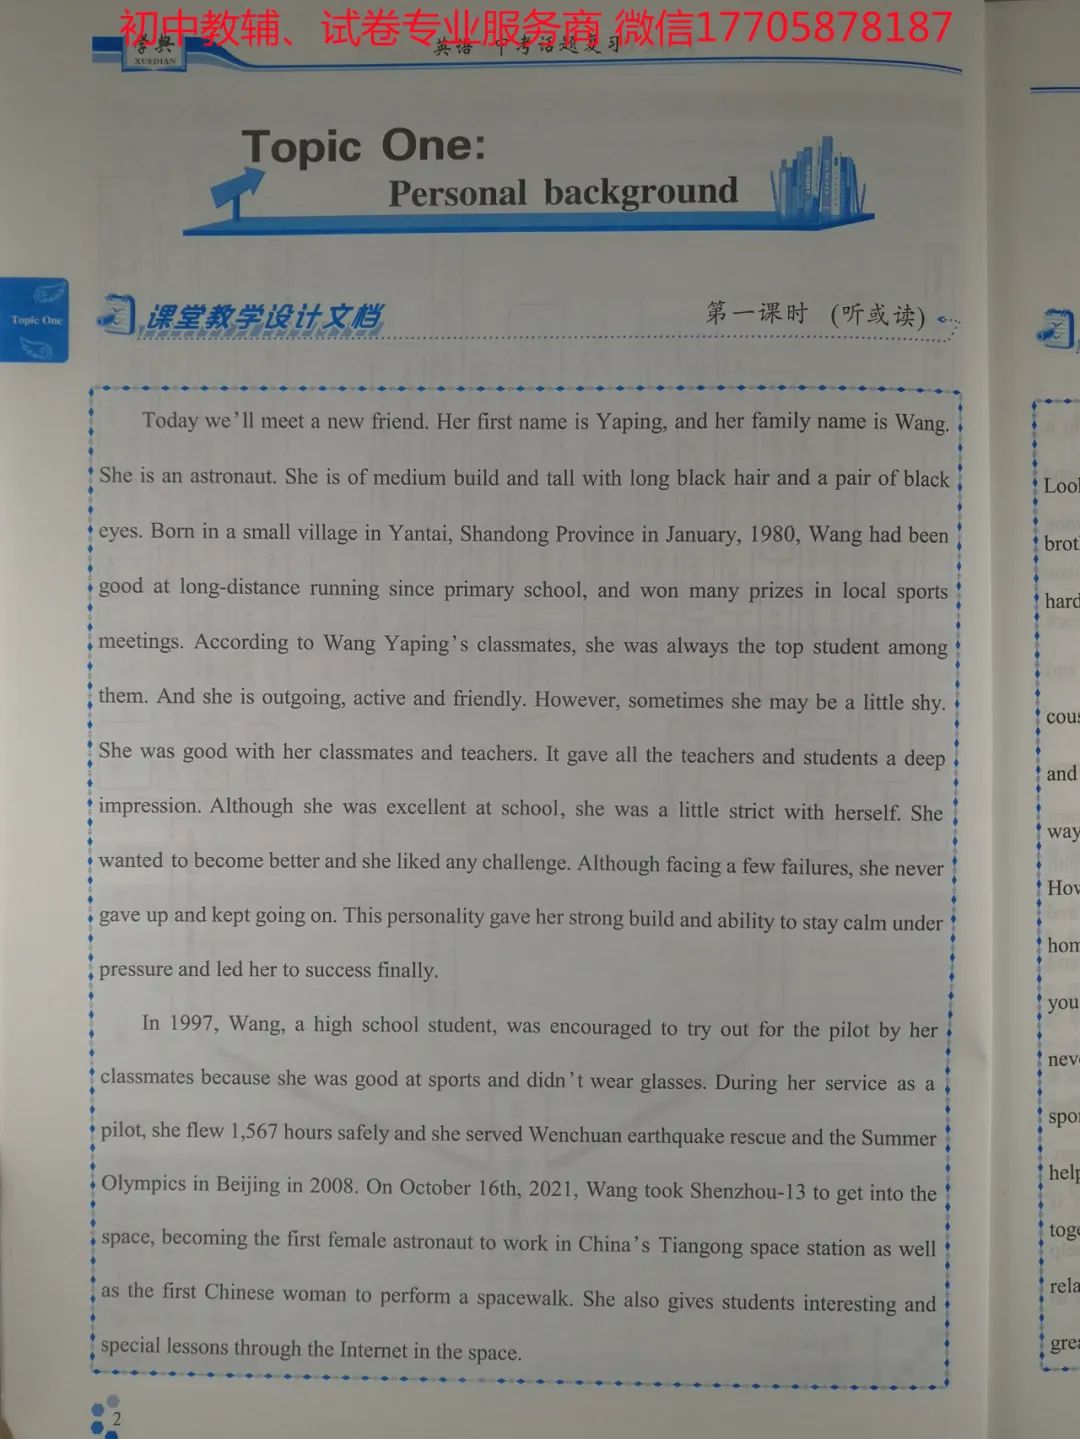 初中教辅、试卷专业服务商 微信17705878187
学典
XUEDIAN
英语 中考话题复习
Topic One:
Personal background
Topic One
课堂教学设计文档
第一课时 (听或读)
Today we'll meet a new friend. Her first name is Yaping, and her family name is Wang.
She is an astronaut. She is of medium build and tall with long black hair and a pair of black
eyes. Born in a small village in Yantai, Shandong Province in January, 1980, Wang had been
good at long-distance running since primary school, and won many prizes in local sports
meetings. According to Wang Yaping's classmates, she was always the top student among
them. And she is outgoing, active and friendly. However, sometimes she may be a little shy.
She was good with her classmates and teachers. It gave all the teachers and students a deep
impression. Although she was excellent at school, she was a little strict with herself. She
wanted to become better and she liked any challenge. Although facing a few failures, she never
gave up and kept going on. This personality gave her strong build and ability to stay calm under
pressure and led her to success finally.
In 1997, Wang, a high school student, was encouraged to try out for the pilot by her
classmates because she was good at sports and didn't wear glasses. During her service as a
pilot, she flew 1,567 hours safely and she served Wenchuan earthquake rescue and the Summer
Olympics in Beijing in 2008. On October 16th, 2021, Wang took Shenzhou-13 to get into the
space, becoming the first female astronaut to work in China's Tiangong space station as well
as the first Chinese woman to perform a spacewalk. She also gives students interesting and
special lessons through the Internet in the space.
2
hard
and
you